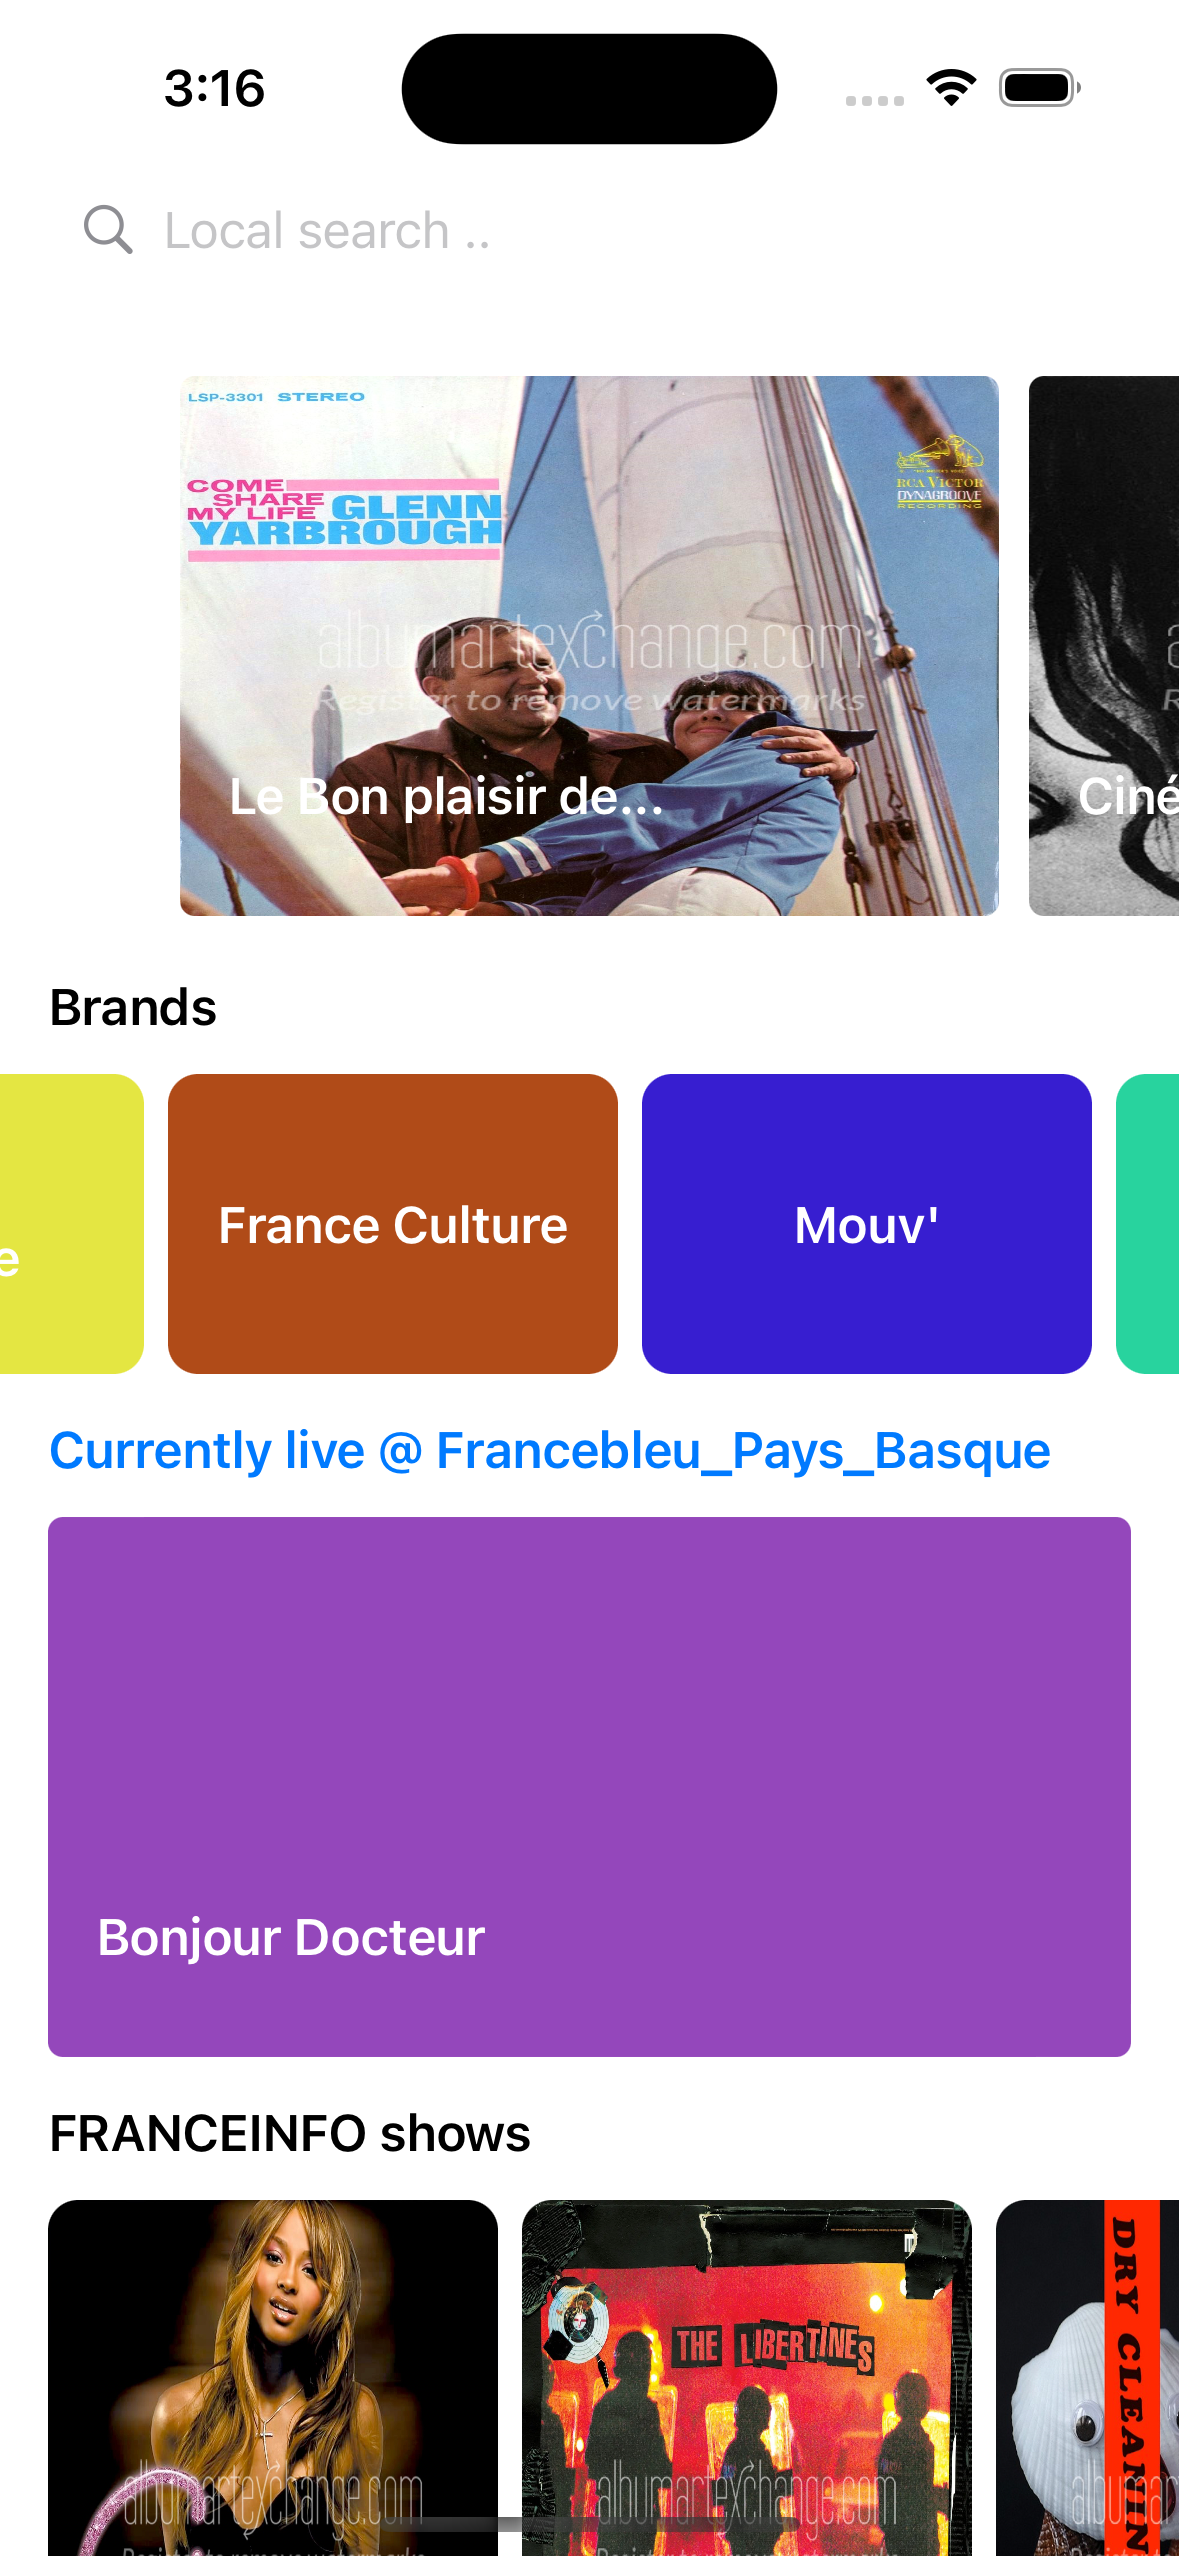 3:16
Local search ..
LSP-3301 STEREO
COME
SHARE
MY LIFE GLENN
YARBROUGH
RCA VICTOR
DYNAGROOVE
RECORDING
albumartexchange.com
Register to remove watermarks
Le Bon plaisir de...
Ciné
Brands
e
France Culture
Mouv'
Currently live @ Francebleu_Pays_Basque
Bonjour Docteur
FRANCEINFO shows
THE LIBERTINES
DRY CLEANIN
albumartexchange.com
albumartexchange.com